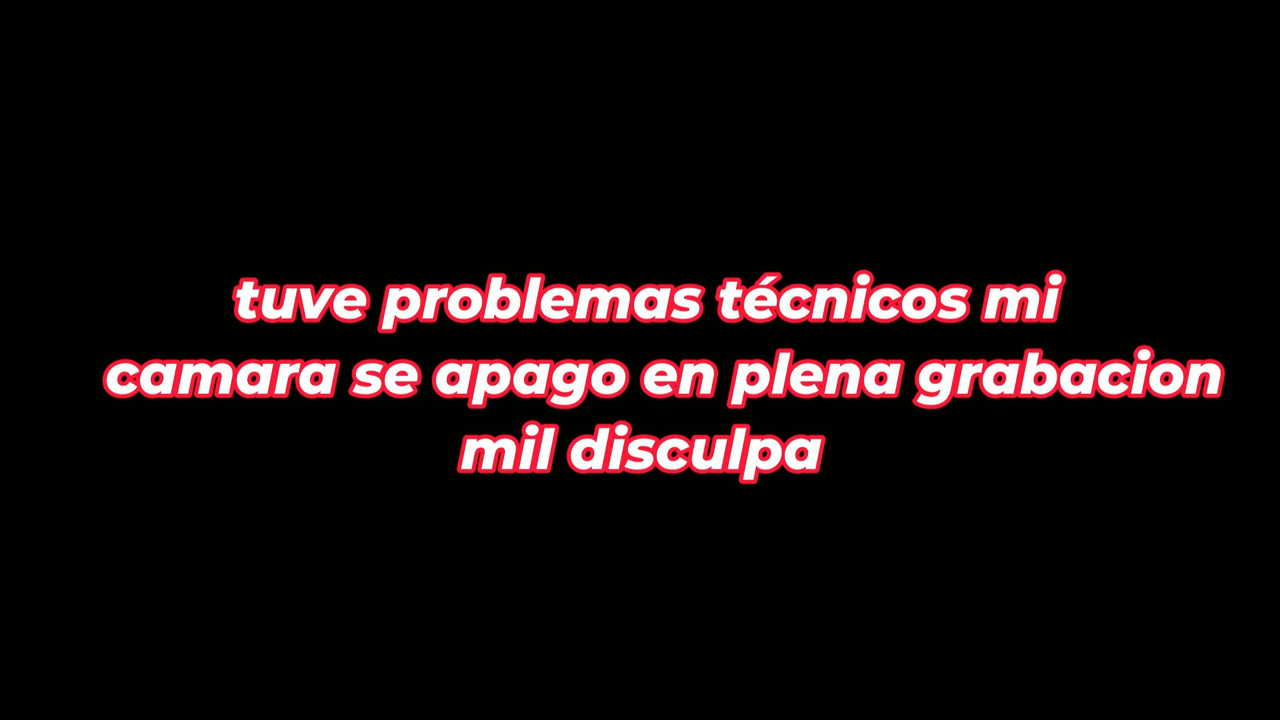 tuve problemas técnicos mi
camara se apago en plena grabacion
mil disculpa